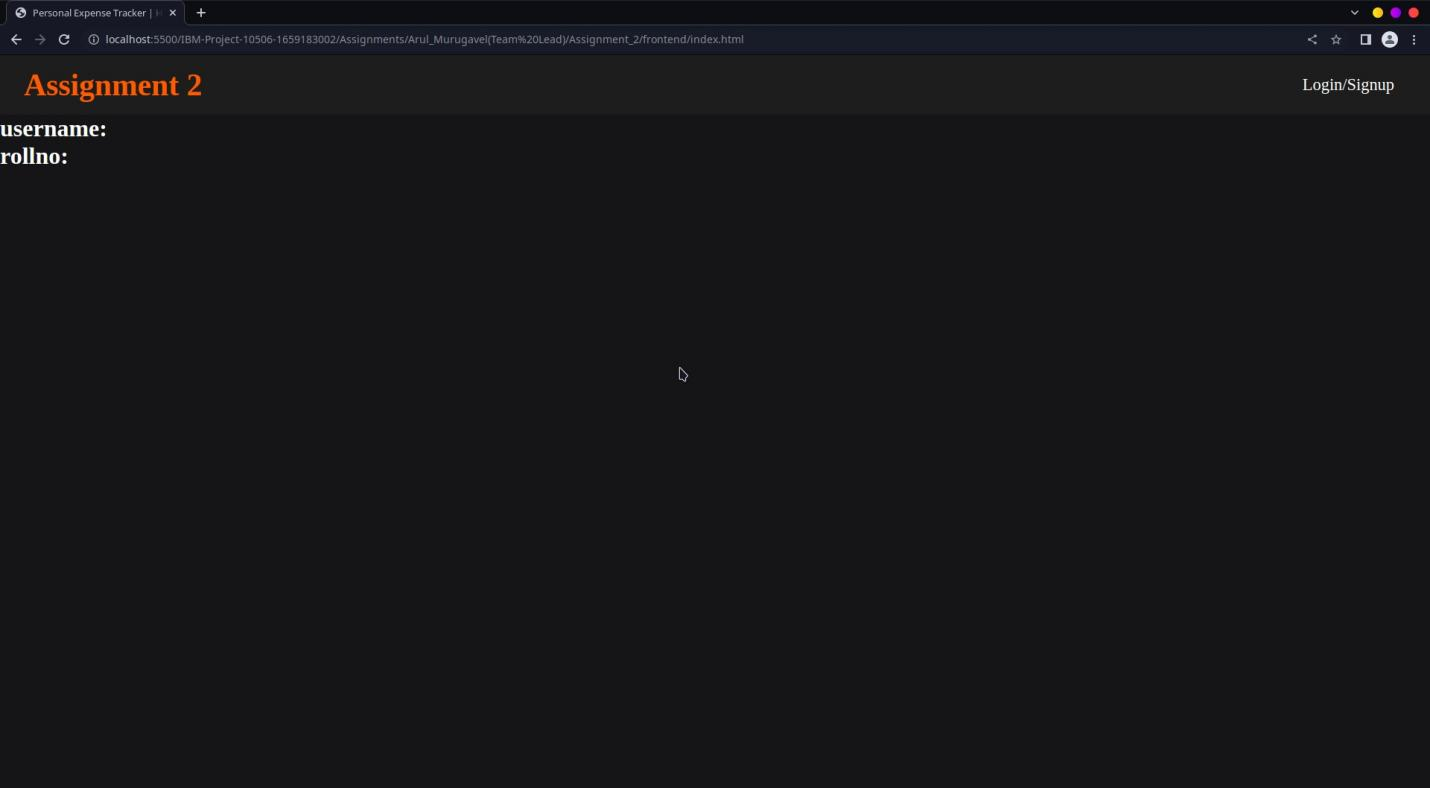 Personal Expense Tracker |
localhost:5500/IBM-Project-10506-1659183002/Assignments/Arul_Murugavel(Team%20Lead)/Assignment_2/frontend/index.html
Assignment 2
Login/Signup
username:
rollno: